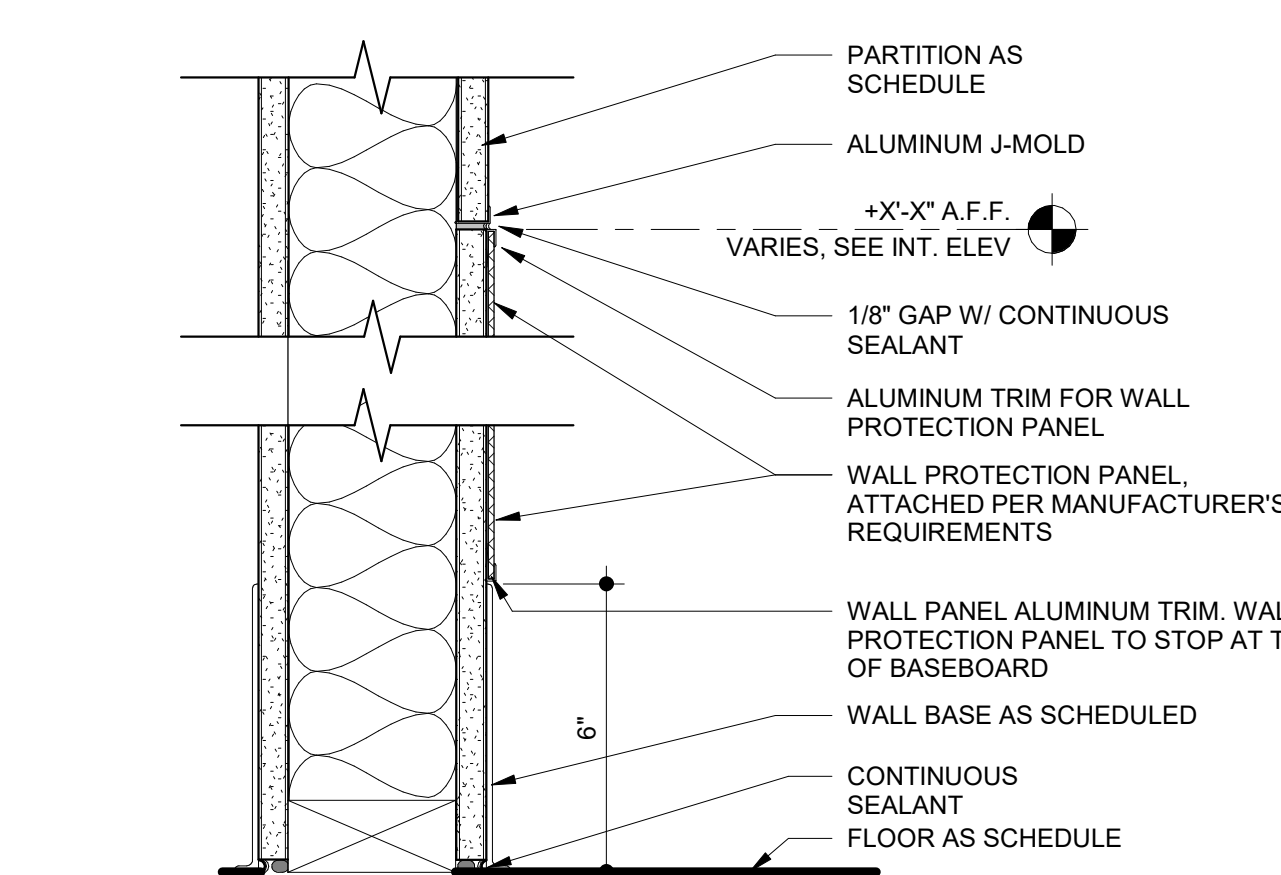 PARTITION AS
SCHEDULE
ALUMINUM J-MOLD
+X'-X" A.F.F.
VARIES, SEE INT. ELEV
1/8" GAP W/ CONTINUOUS
SEALANT
ALUMINUM TRIM FOR WALL
PROTECTION PANEL
WALL PROTECTION PANEL,
ATTACHED PER MANUFACTURER'S
REQUIREMENTS
WALL PANEL ALUMINUM TRIM.
PROTECTION PANEL TO STOP AT
OF BASEBOARD
6"
WALL BASE AS SCHEDULED
CONTINUOUS
SEALANT
FLOOR AS SCHEDULE